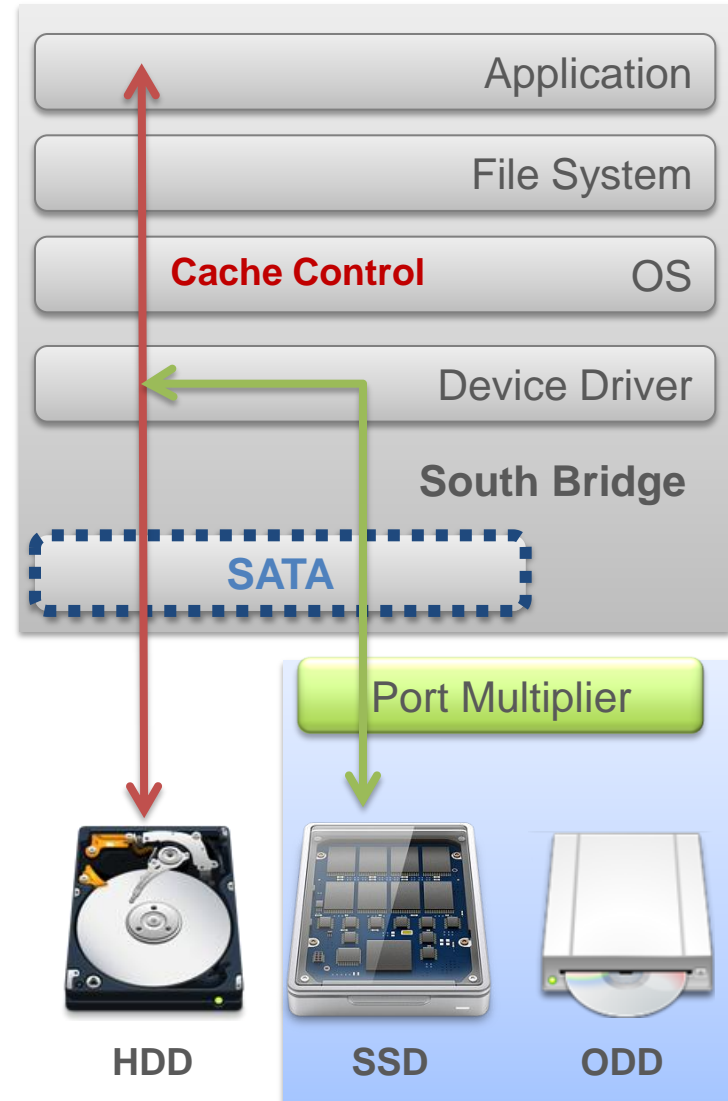 Application
File System
Cache Control OS
Device Driver
South Bridge
SATA
Port Multiplier
HDD SSD ODD